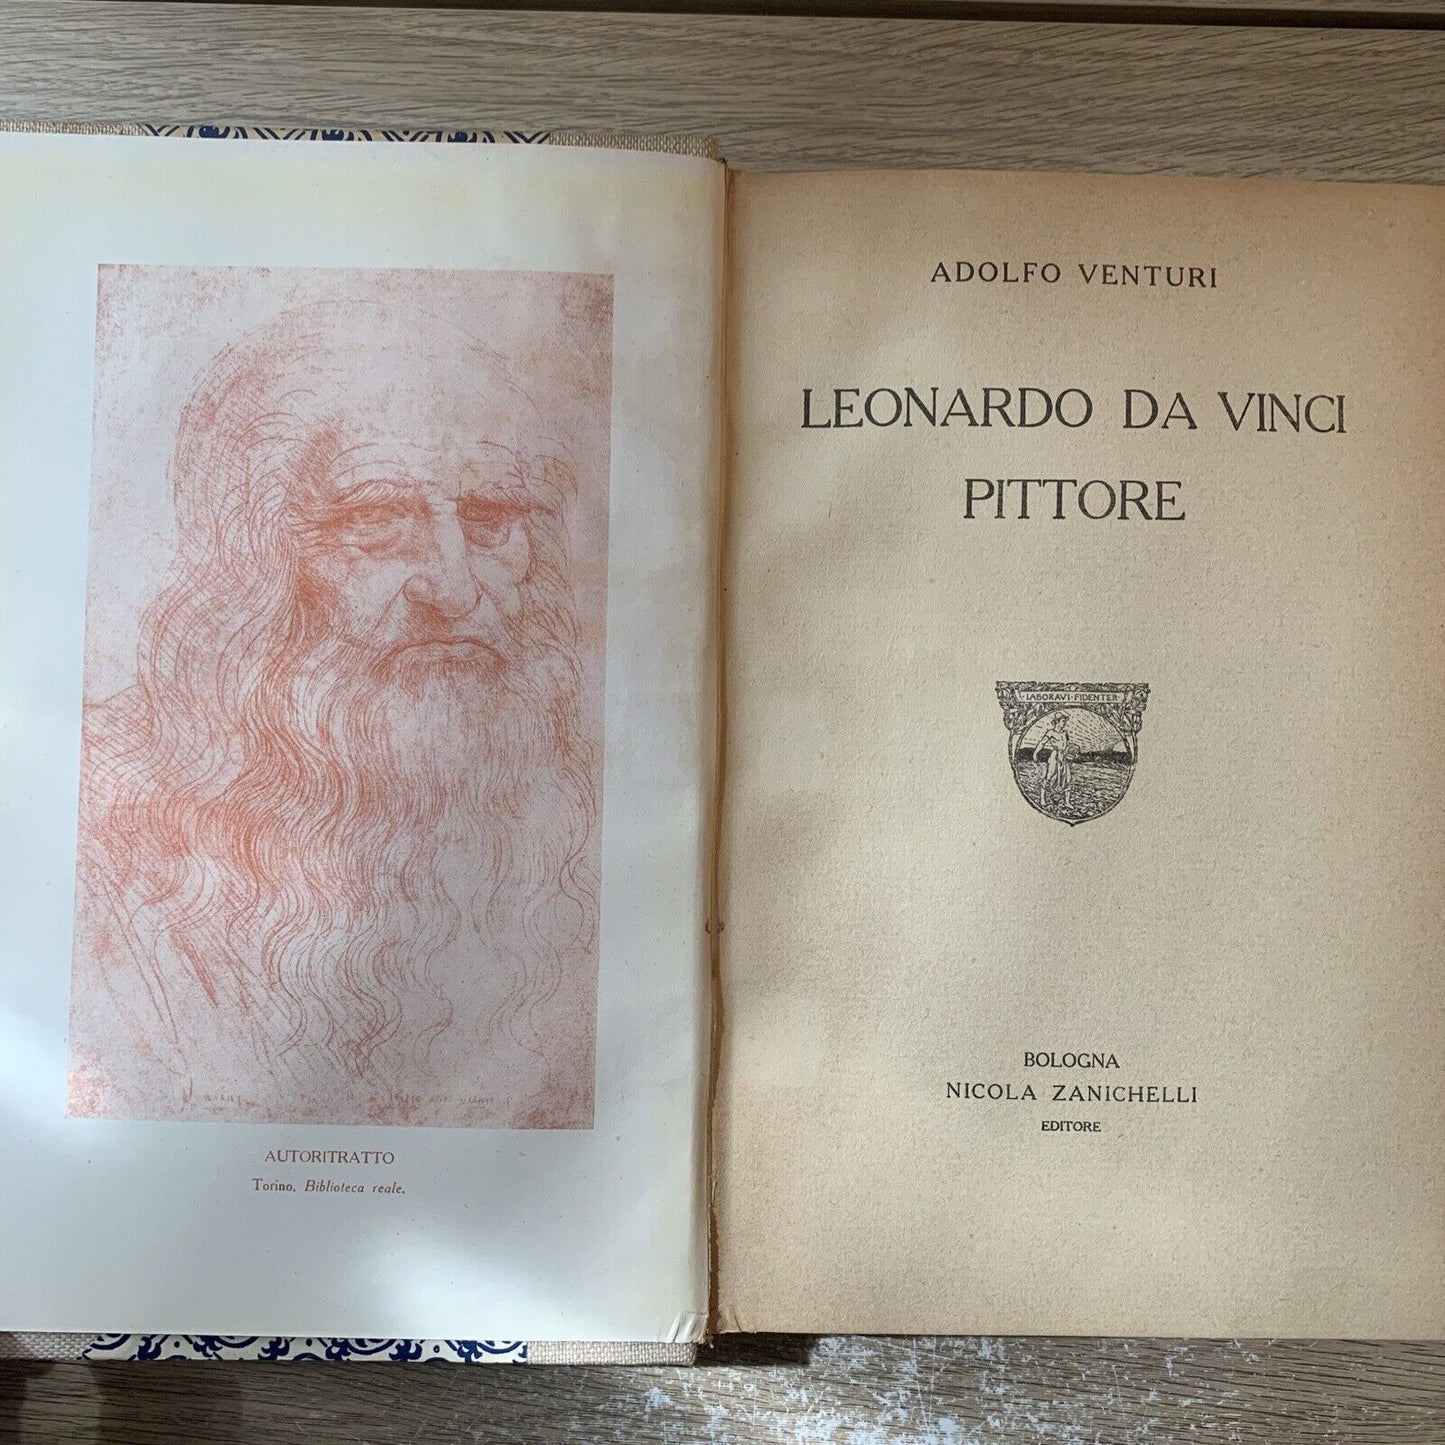 AUTORITRATTO
Torino, Biblioteca reale.
ADOLFO VENTURI
LEONARDO DA VINCI
PITTORE
LABORAVI · FIDENTER
BOLOGNA
NICOLA ZANICHELLI
EDITORE